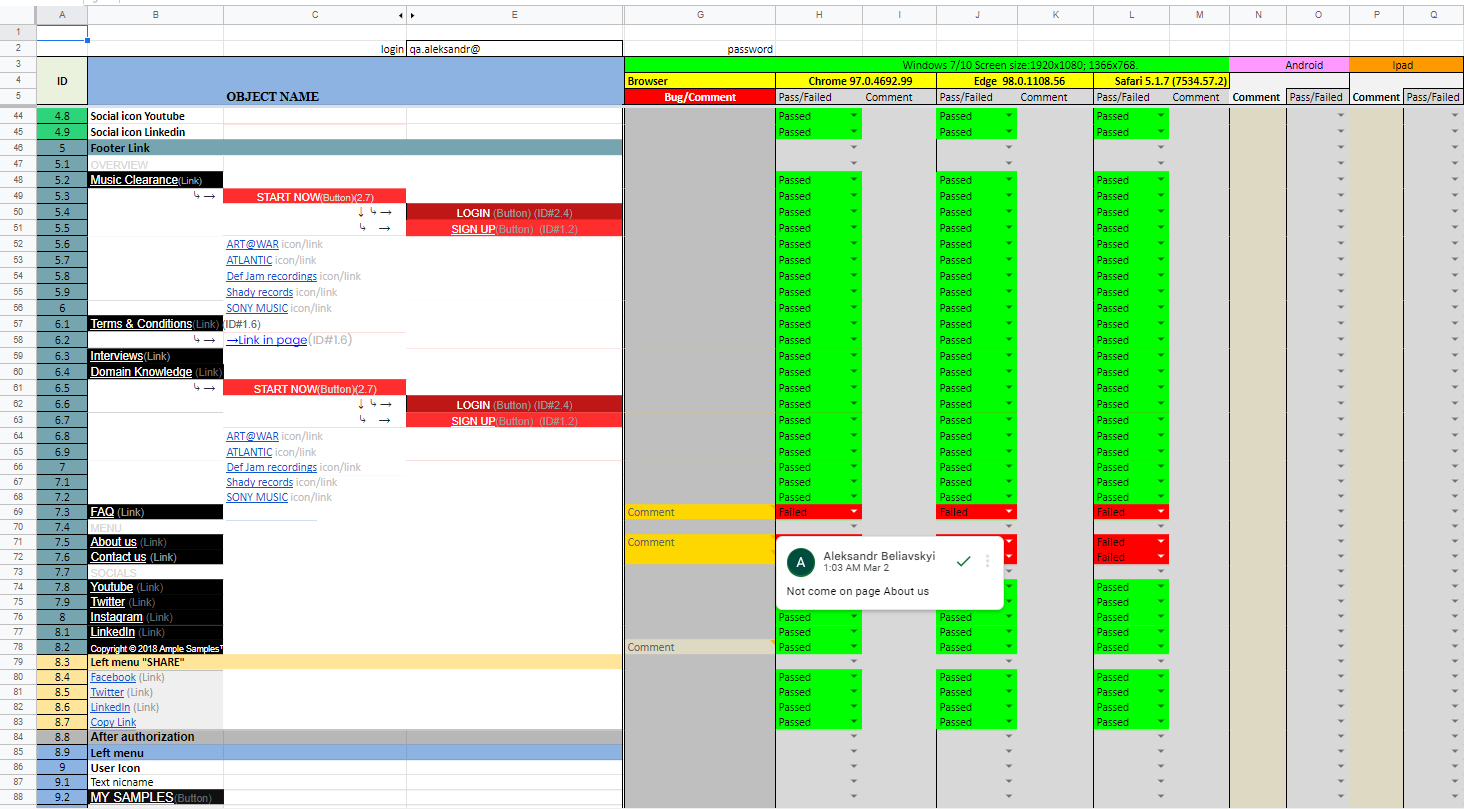 A B C E G H I J K L M N O P Q
1
2 login qa.aleksandr@ password
3 Windows 7/10 Screen size:1920x1080; 1366x768. Android Ipad
4 ID Browser Chrome 97.0.4692.99 Edge 98.0.1108.56 Safari 5.1.7 (7534.57.2)
5 OBJECT NAME Bug/Comment Pass/Failed Comment Pass/Failed Comment Pass/Failed Comment Comment Pass/Failed Comment Pass/Failed
44 4.8 Social icon Youtube Passed Passed Passed
45 4.9 Social icon Linkedin Passed Passed Passed
46 5 Footer Link
47 5.1 OVERVIEW
48 5.2 Music Clearance(Link) Passed Passed Passed
49 5.3 ↳ → START NOW(Button)(2.7) Passed Passed Passed
50 5.4 ↓ ↳ → LOGIN (Button) (ID#2.4) Passed Passed Passed
51 5.5 ↳ → SIGN UP(Button) (ID#1.2) Passed Passed Passed
52 5.6 ART@WAR icon/link Passed Passed Passed
53 5.7 ATLANTIC icon/link Passed Passed Passed
54 5.8 Def Jam recordings icon/link Passed Passed Passed
55 5.9 Shady records icon/link Passed Passed Passed
56 6 SONY MUSIC icon/link Passed Passed Passed
57 6.1 Terms & Conditions(Link) (ID#1.6) Passed Passed Passed
58 6.2 ↳ → →Link in page(ID#1.6) Passed Passed Passed
59 6.3 Interviews(Link) Passed Passed Passed
60 6.4 Domain Knowledge (Link) Passed Passed Passed
61 6.5 ↳ → START NOW(Button)(2.7) Passed Passed Passed
62 6.6 ↓ ↳ → LOGIN (Button) (ID#2.4) Passed Passed Passed
63 6.7 ↳ → SIGN UP(Button) (ID#1.2) Passed Passed Passed
64 6.8 ART@WAR icon/link Passed Passed Passed
65 6.9 ATLANTIC icon/link Passed Passed Passed
66 7 Def Jam recordings icon/link Passed Passed Passed
67 7.1 Shady records icon/link Passed Passed Passed
68 7.2 SONY MUSIC icon/link Passed Passed Passed
69 7.3 FAQ (Link) Comment Failed Failed Failed
70 7.4 MENU
71 7.5 About us (Link) Comment Failed
72 7.6 Contact us (Link) Failed
A Aleksandr Beliavskyi
1:03 AM Mar 2
Not come on page About us
73 7.7 SOCIALS
74 7.8 Youtube (Link) Passed
75 7.9 Twitter (Link) Passed
76 8 Instagram (Link) Passed Passed Passed
77 8.1 LinkedIn (Link) Passed Passed Passed
78 8.2 Copyright © 2018 Ample Samples Comment Passed Passed Passed
79 8.3 Left menu "SHARE"
80 8.4 Facebook (Link) Passed Passed Passed
81 8.5 Twitter (Link) Passed Passed Passed
82 8.6 LinkedIn (Link) Passed Passed Passed
83 8.7 Copy Link Passed Passed Passed
84 8.8 After authorization
85 8.9 Left menu
86 9 User Icon
87 9.1 Text nicname
88 9.2 MY SAMPLES(Button)